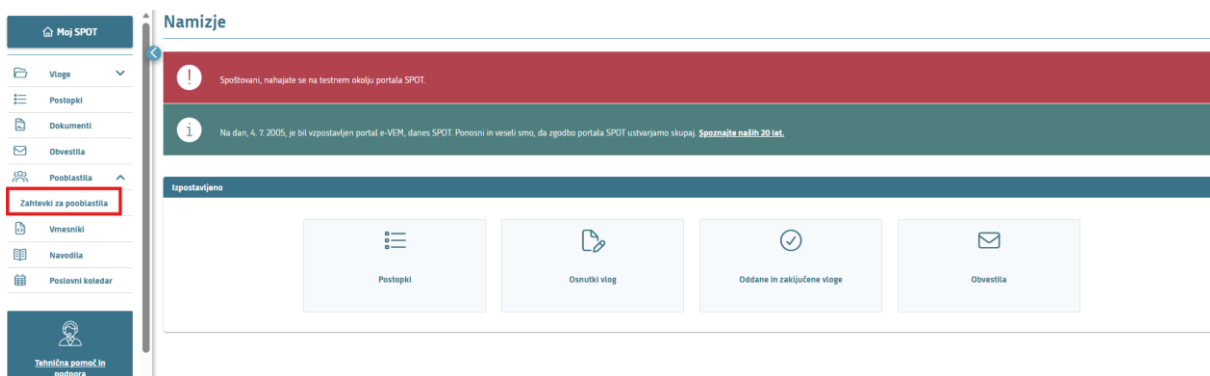 Moj SPOT
Vloge
Postopki
Dokumenti
Obvestila
Pooblastila
Zahtevki za pooblastila
Vmesniki
Navodila
Poslovni koledar
Tehnična pomoč in
podpora
Namizje
Spoštovani, nahajate se na testnem okolju portala SPOT.
Na dan, 4. 7. 2005, je bil vzpostavljen portal e-VEM, danes SPOT. Ponosni in veseli smo, da zgodbo portala SPOT ustvarjamo skupaj. Spoznajte naših 20 let.
Izpostavljeno
Postopki
Osnutki vlog
Oddane in zaključene vloge
Obvestila